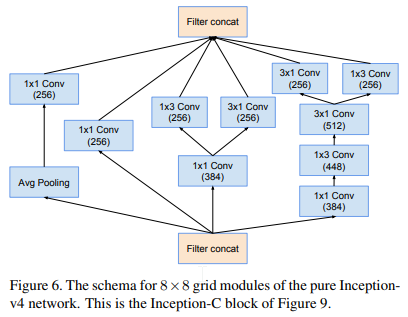 Filter concat
3x1 Conv
(256)
1x3 Conv
(256)
1x1 Conv
(256)
1x3 Conv
(256)
3x1 Conv
(256)
3x1 Conv
(512)
1x1 Conv
(256)
1x3 Conv
(448)
1x1 Conv
(384)
Avg Pooling
1x1 Conv
(384)
Filter concat
Figure 6. The schema for 8 × 8 grid modules of the pure Inception-
v4 network. This is the Inception-C block of Figure 9.